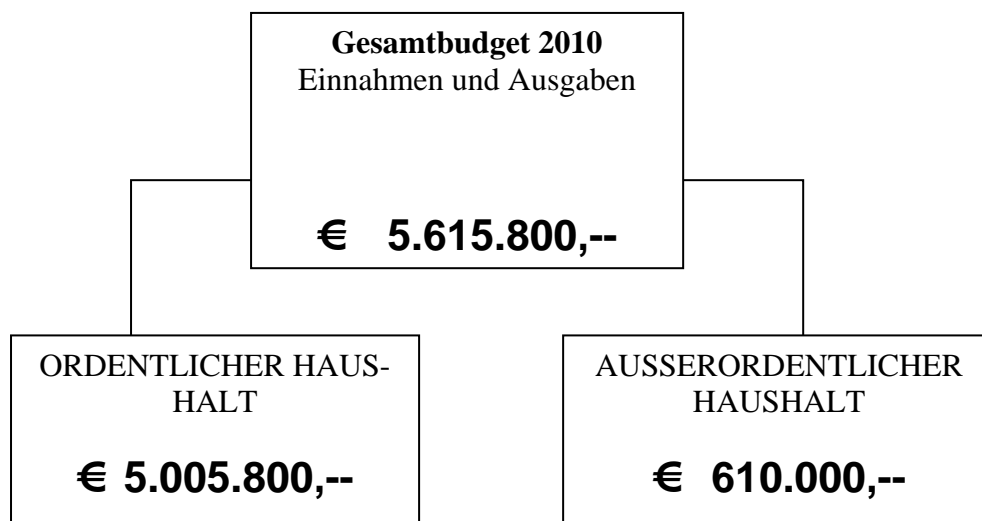 Gesamtbudget 2010
Einnahmen und Ausgaben
€ 5.615.800,--
ORDENTLICHER HAUS-
HALT
€ 5.005.800,--
AUSSERORDENTLICHER
HAUSHALT
€ 610.000,--